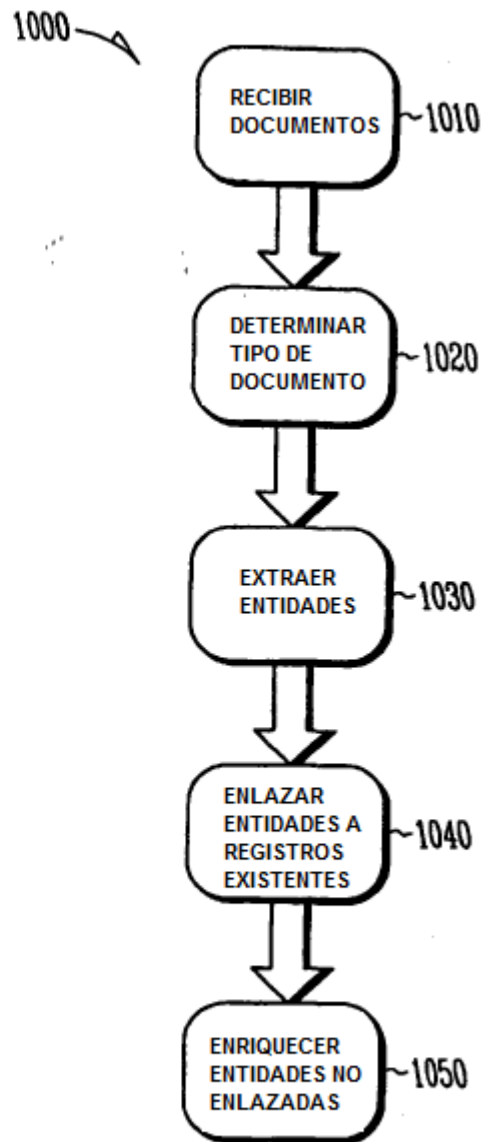 1000
RECIBIR
DOCUMENTOS
1010
DETERMINAR
TIPO DE
DOCUMENTO
1020
EXTRAER
ENTIDADES
1030
ENLAZAR
ENTIDADES A
REGISTROS
EXISTENTES
1040
ENRIQUECER
ENTIDADES NO
ENLAZADAS
1050